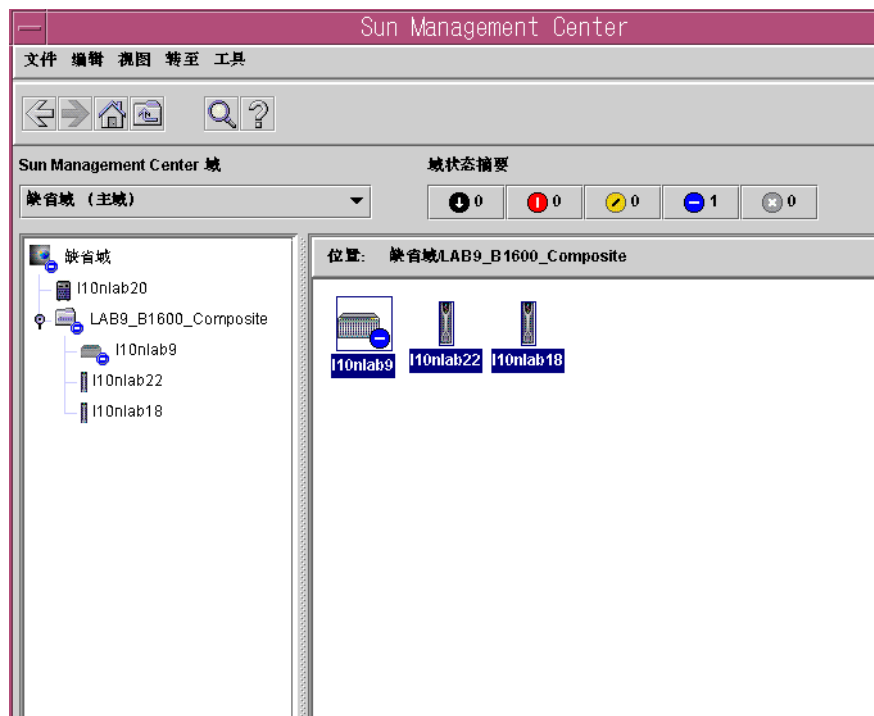 Sun Management Center
文件 编辑 视图 转至 工具
Sun Management Center 域
域状态摘要
缺省域 (主域)
0 0 0 1 0
缺省域
l10nlab20
LAB9_B1600_Composite
l10nlab9
l10nlab22
l10nlab18
位置: 缺省域/LAB9_B1600_Composite
l10nlab9 l10nlab22 l10nlab18